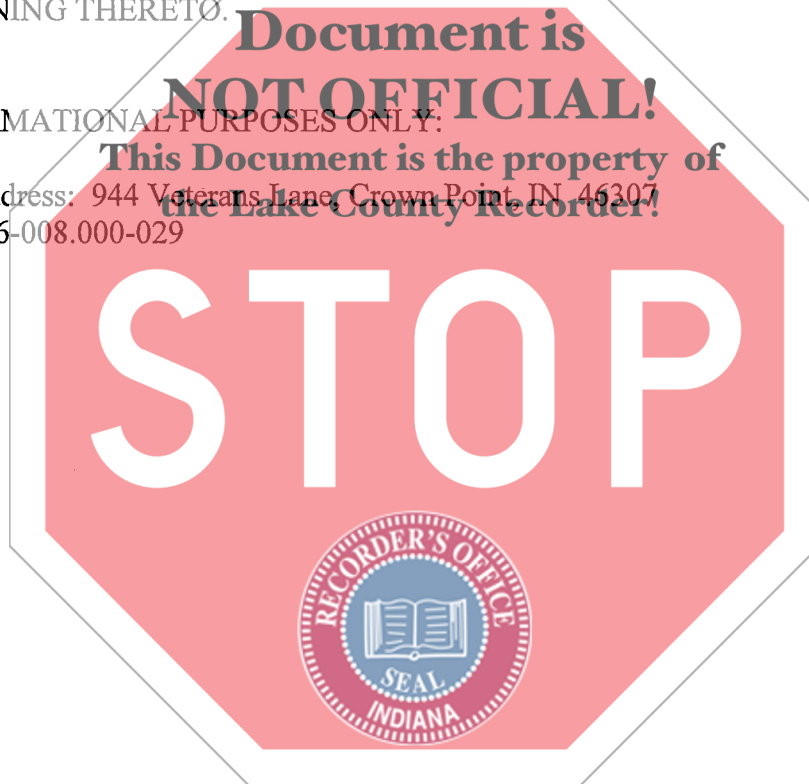 NING THERETO.
Document is
NOT OFFICIAL!
MATIONAL PURPOSES ONLY:
This Document is the property of
dress: 944 Veterans Lane, Crown Point, IN 46307
the Lake County Recorder!
6-008.000-029
STOP
RECORDER'S OFFICE
SEAL
INDIANA